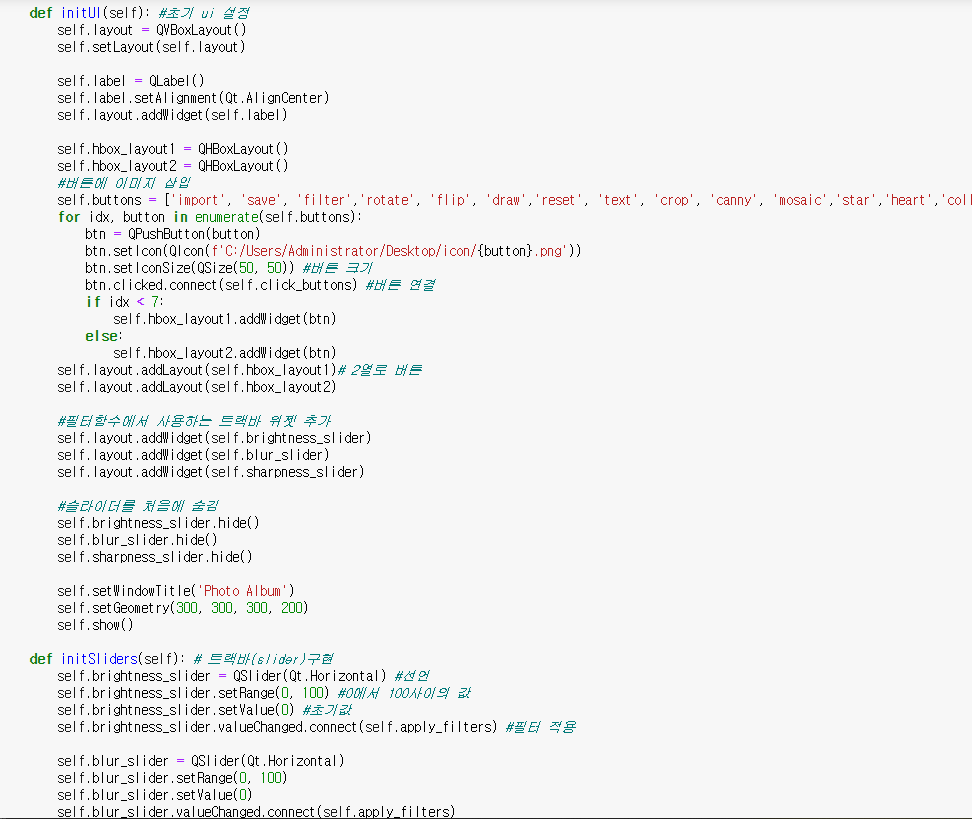 def initUI(self): #초기 ui 설정
self.layout = QVBoxLayout()
self.setLayout(self.layout)
self.label = QLabel()
self.label.setAlignment(Qt.AlignCenter)
self.layout.addWidget(self.label)
self.hbox_layout1 = QHBoxLayout()
self.hbox_layout2 = QHBoxLayout()
#버튼에 이미지 삽입
self.buttons = ['import', 'save', 'filter','rotate', 'flip', 'draw','reset', 'text', 'crop', 'canny', 'mosaic','star','heart','coll
for idx, button in enumerate(self.buttons):
btn = QPushButton(button)
btn.setIcon(QIcon(f'C:/Users/Administrator/Desktop/icon/{button}.png'))
btn.setIconSize(QSize(50, 50)) #버튼 크기
btn.clicked.connect(self.click_buttons) #버튼 연결
if idx < 7:
self.hbox_layout1.addWidget(btn)
else:
self.hbox_layout2.addWidget(btn)
self.layout.addLayout(self.hbox_layout1)# 2열로 버튼
self.layout.addLayout(self.hbox_layout2)
#필터함수에서 사용하는 트랙바 위젯 추가
self.layout.addWidget(self.brightness_slider)
self.layout.addWidget(self.blur_slider)
self.layout.addWidget(self.sharpness_slider)
#슬라이더를 처음에 숨김
self.brightness_slider.hide()
self.blur_slider.hide()
self.sharpness_slider.hide()
self.setWindowTitle('Photo Album')
self.setGeometry(300, 300, 300, 200)
self.show()
def initSliders(self): # 트랙바(slider)구현
self.brightness_slider = QSlider(Qt.Horizontal) #선언
self.brightness_slider.setRange(0, 100) #0에서 100사이의 값
self.brightness_slider.setValue(0) #초기값
self.brightness_slider.valueChanged.connect(self.apply_filters) #필터 적용
self.blur_slider = QSlider(Qt.Horizontal)
self.blur_slider.setRange(0, 100)
self.blur_slider.setValue(0)
self.blur_slider.valueChanged.connect(self.apply_filters)